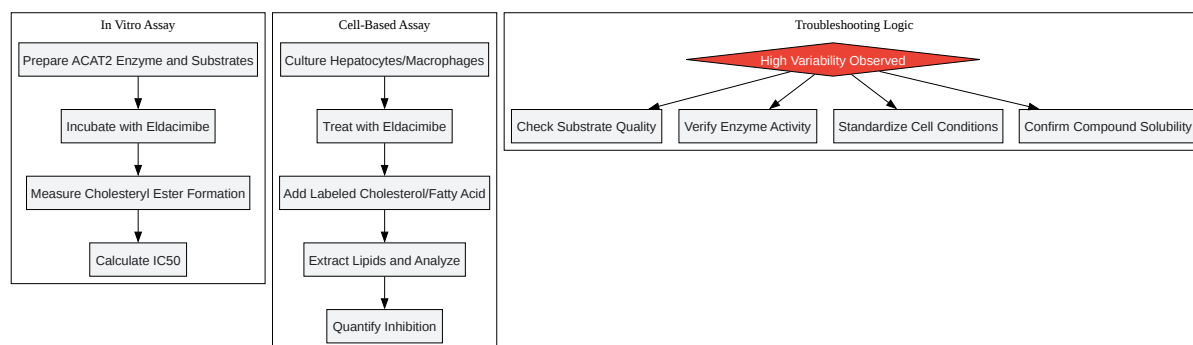 In Vitro Assay
Prepare ACAT2 Enzyme and Substrates
Incubate with Eldacimibe
Measure Cholesteryl Ester Formation
Calculate IC50
Cell-Based Assay
Culture Hepatocytes/Macrophages
Treat with Eldacimibe
Add Labeled Cholesterol/Fatty Acid
Extract Lipids and Analyze
Quantify Inhibition
Troubleshooting Logic
High Variability Observed
Check Substrate Quality
Verify Enzyme Activity
Standardize Cell Conditions
Confirm Compound Solubility